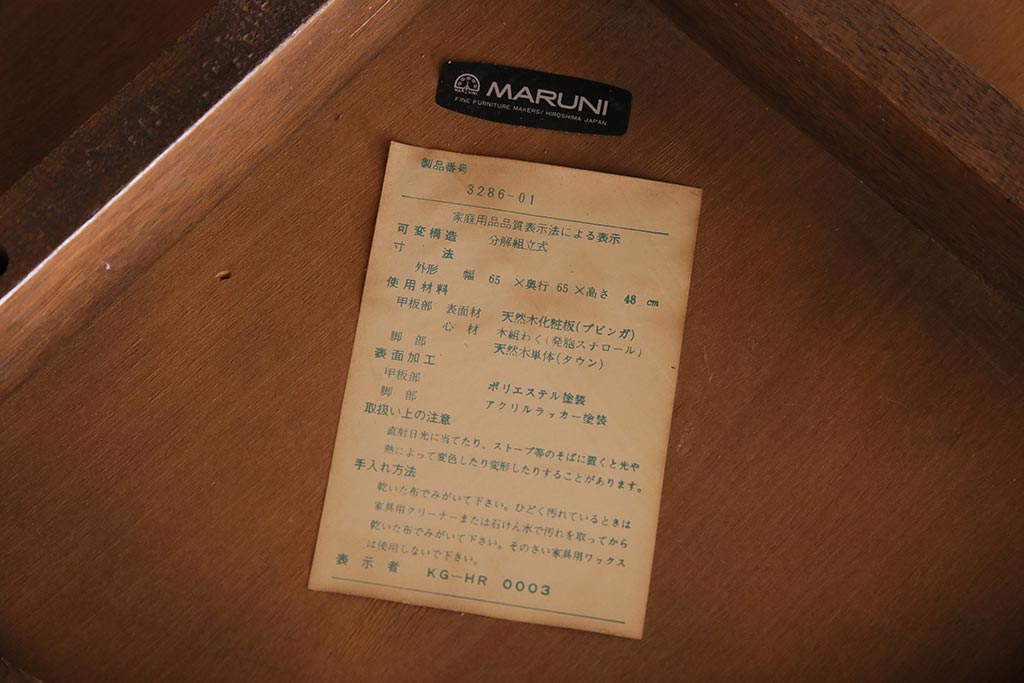 MARUNI
MARUNI
FINE FURNITURE MAKERS/HIROSHIMA JAPAN
製品番号
3286-01
家庭用品品質表示法による表示
可変構造 分解組立式
寸法
外形 幅 65 ×奥行 65 ×高さ 48 cm
使用材料
甲板部 表面材 天然木化粧板(ブビンガ)
心材 木組わく(発胞スチロール)
脚部 天然木単体(タウン)
表面加工
甲板部 ポリエステル塗装
脚部 アクリルラッカー塗装
取扱い上の注意
直射日光に当てたり、ストーブ等のそばに置くと光や
熱によって変色したり変形したりすることがあります。
手入れ方法
乾いた布でみがいて下さい。ひどく汚れているときは
家具用クリーナーまたは石けん水で汚れを取ってから
乾いた布でみがいて下さい。そのさい家具用ワックス
は使用しないで下さい。
表示者 KG-HR 0003